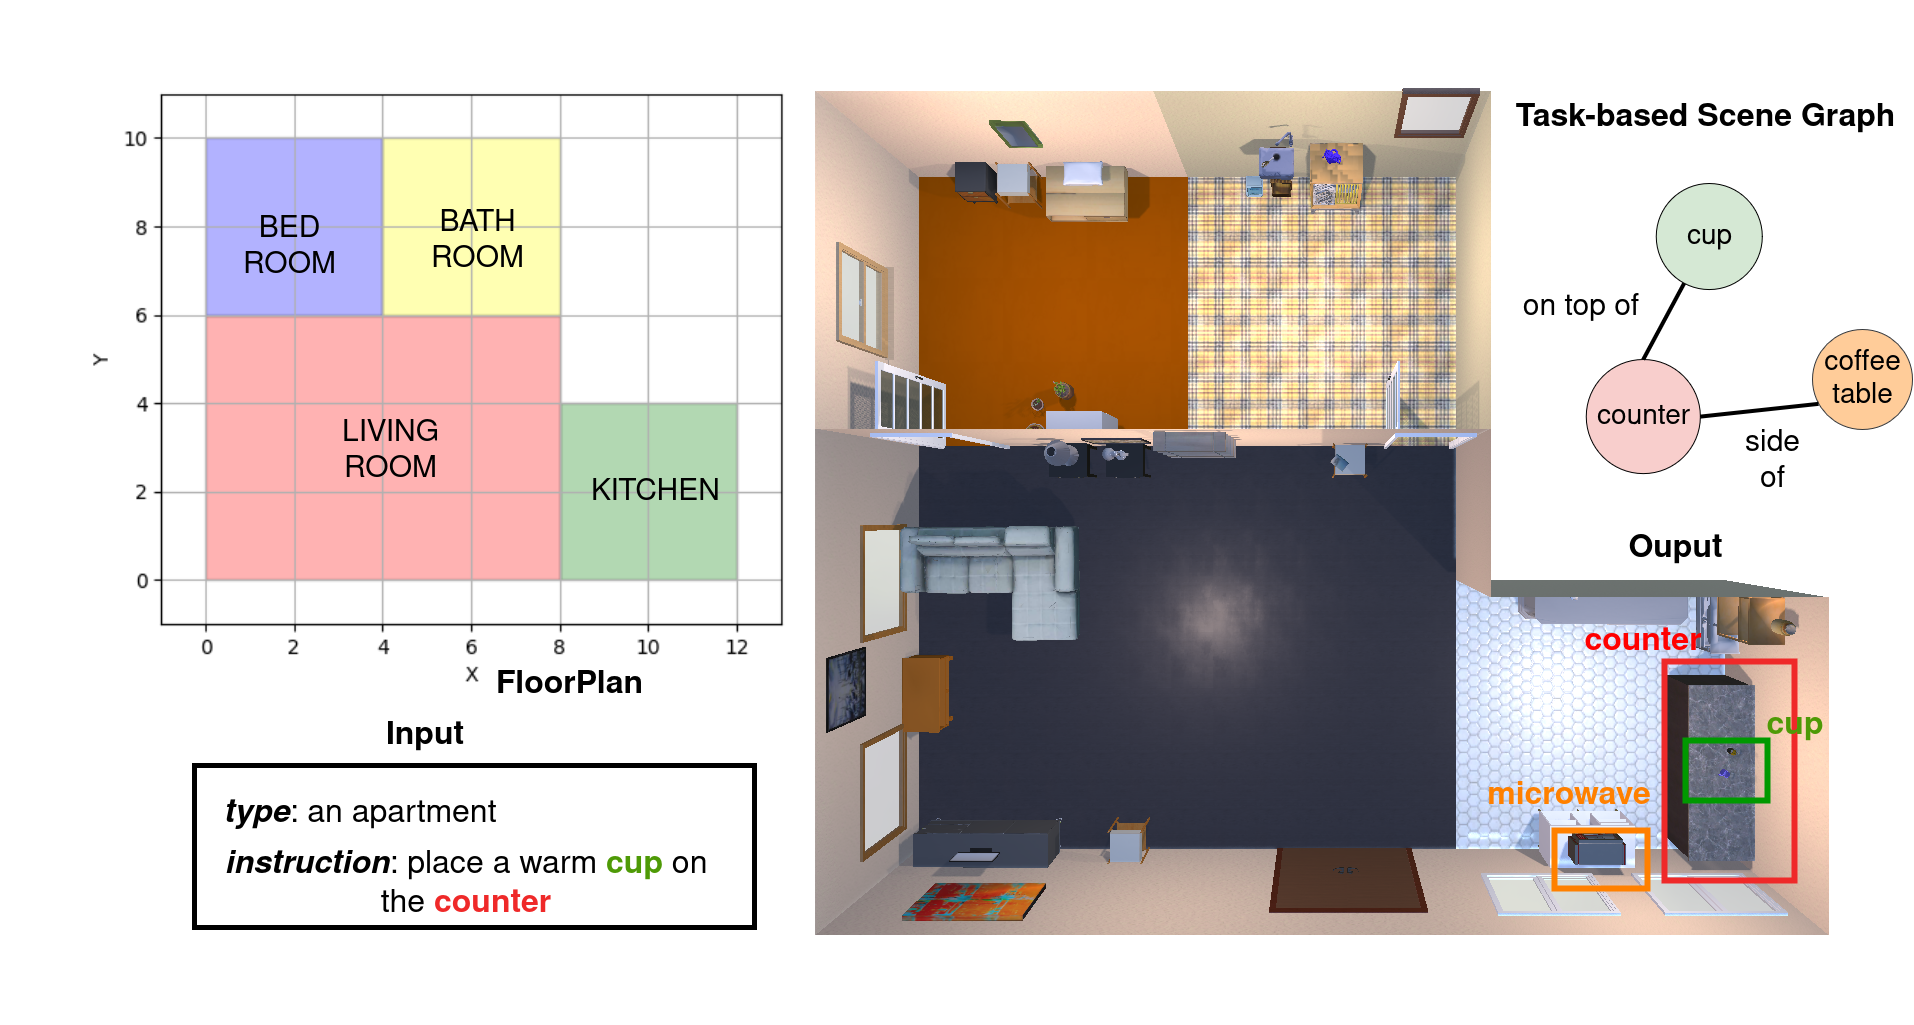 10
8
6
4
2
0
Y
0 2 4 6 8 10 12
X
BED
ROOM
BATH
ROOM
LIVING
ROOM
KITCHEN
FloorPlan
Input
type: an apartment
instruction: place a warm cup on
the counter
Task-based Scene Graph
cup
on top of
coffee
table
counter
side
of
Ouput
counter
cup
microwave